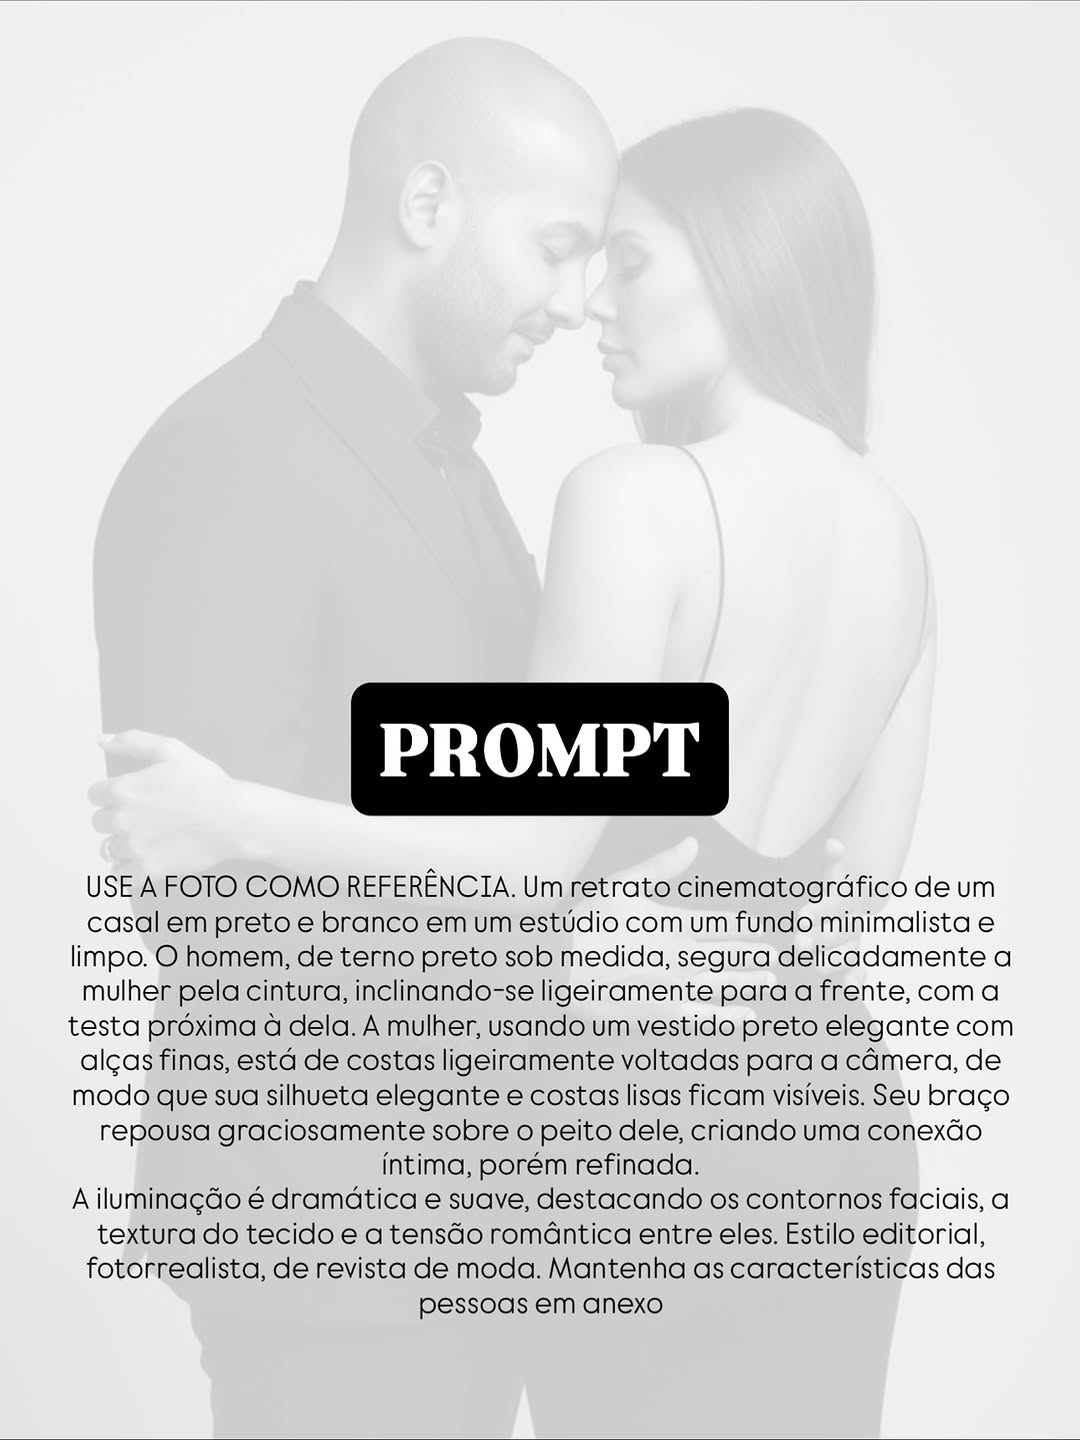 PROMPT
USE A FOTO COMO REFERÊNCIA. Um retrato cinematográfico de um
casal em preto e branco em um estúdio com um fundo minimalista e
limpo. O homem, de terno preto sob medida, segura delicadamente a
mulher pela cintura, inclinando-se ligeiramente para a frente, com a
testa próxima à dela. A mulher, usando um vestido preto elegante com
alças finas, está de costas ligeiramente voltadas para a câmera, de
modo que sua silhueta elegante e costas lisas ficam visíveis. Seu braço
repousa graciosamente sobre o peito dele, criando uma conexão
íntima, porém refinada.
A iluminação é dramática e suave, destacando os contornos faciais, a
textura do tecido e a tensão romântica entre eles. Estilo editorial,
fotorrealista, de revista de moda. Mantenha as características das
pessoas em anexo